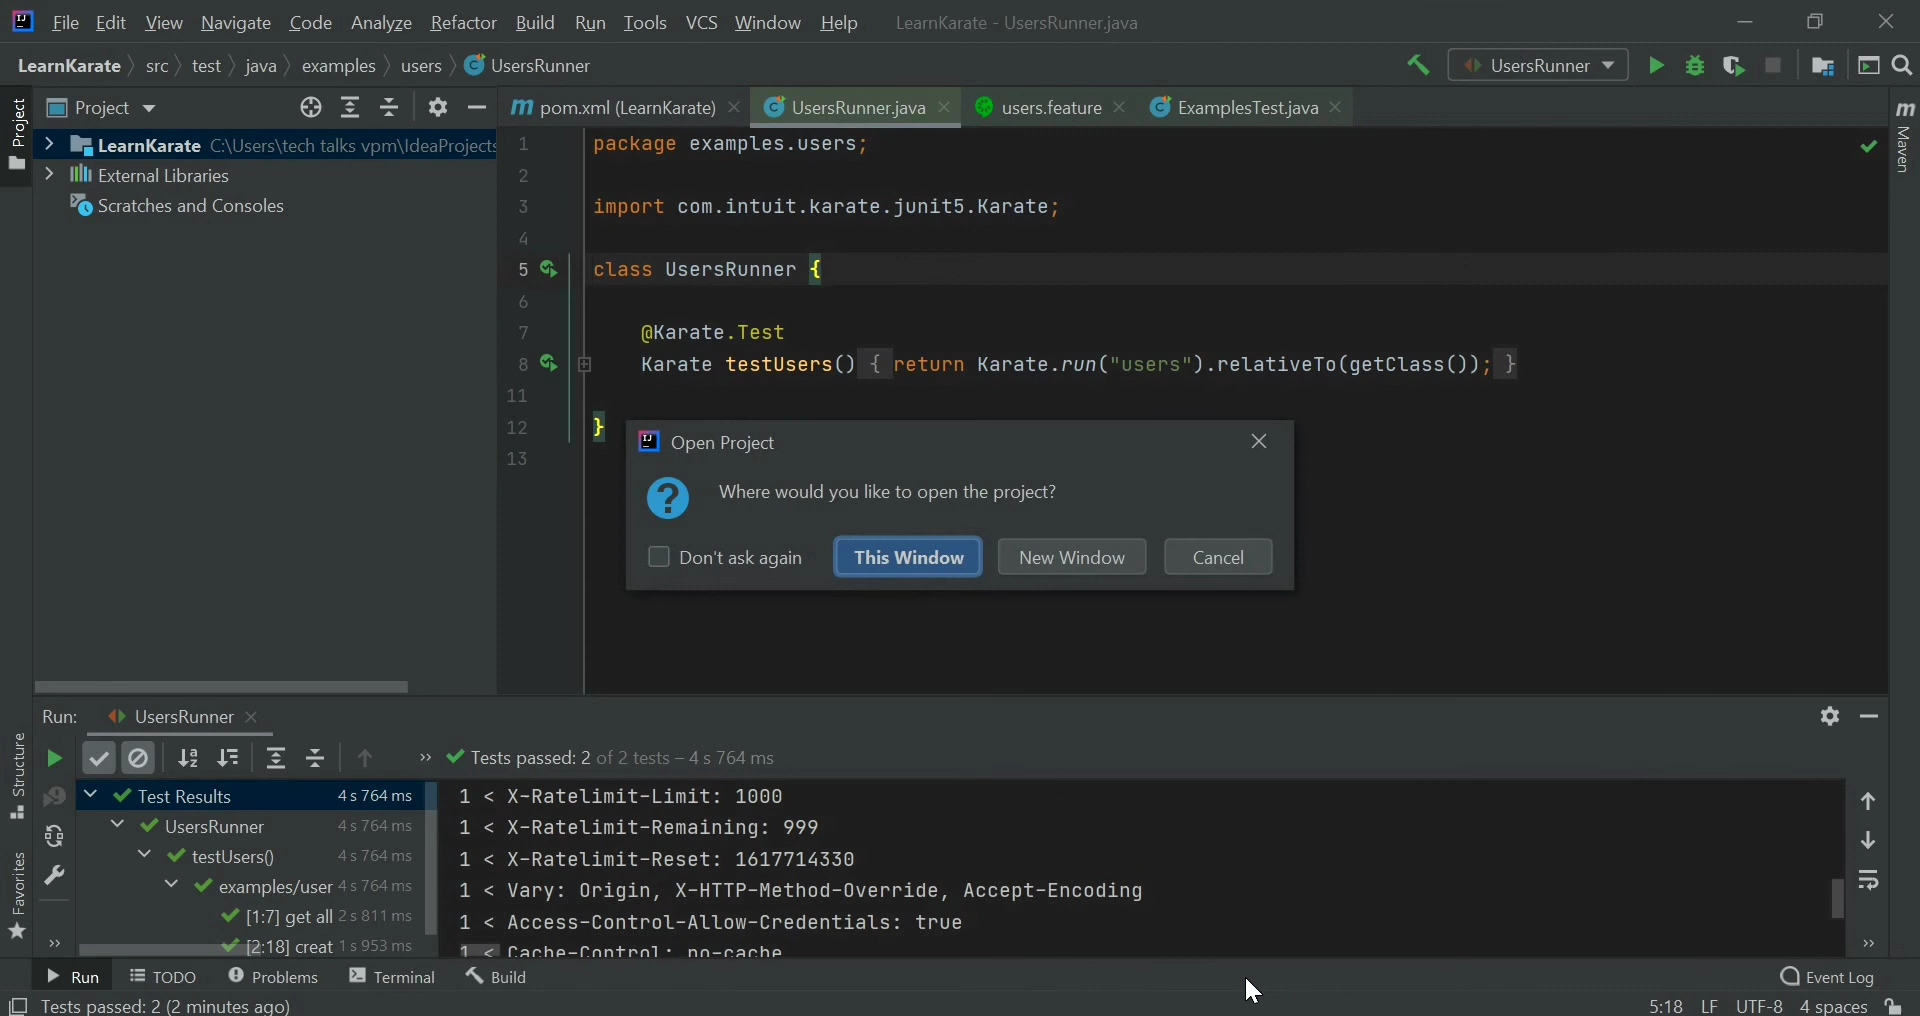 File Edit View Navigate Code Analyze Refactor Build Run Tools VCS Window Help LearnKarate - UsersRunner.java
LearnKarate src test java examples users UsersRunner
UsersRunner
Project
Project
pom.xml (LearnKarate) UsersRunner.java users.feature ExamplesTest.java
Maven
LearnKarate C:\Users\tech talks vpm\IdeaProjects
External Libraries
Scratches and Consoles
1 package examples.users;
2
3 import com.intuit.karate.junit5.Karate;
4
5 class UsersRunner {
6
7 @Karate.Test
8 Karate testUsers() { return Karate.run("users").relativeTo(getClass()); }
11
12 }
13
Open Project
Where would you like to open the project?
Don't ask again This Window New Window Cancel
Run: UsersRunner
Structure
Favorites
Tests passed: 2 of 2 tests – 4 s 764 ms
Test Results 4 s 764 ms
UsersRunner 4 s 764 ms
testUsers() 4 s 764 ms
examples/user 4 s 764 ms
[1:7] get all 2 s 811 ms
[2:18] creat 1 s 953 ms
1 < X-Ratelimit-Limit: 1000
1 < X-Ratelimit-Remaining: 999
1 < X-Ratelimit-Reset: 1617714330
1 < Vary: Origin, X-HTTP-Method-Override, Accept-Encoding
1 < Access-Control-Allow-Credentials: true
1 < Cache-Control: no-cache
Run TODO Problems Terminal Build Event Log
Tests passed: 2 (2 minutes ago) 5:18 LF UTF-8 4 spaces